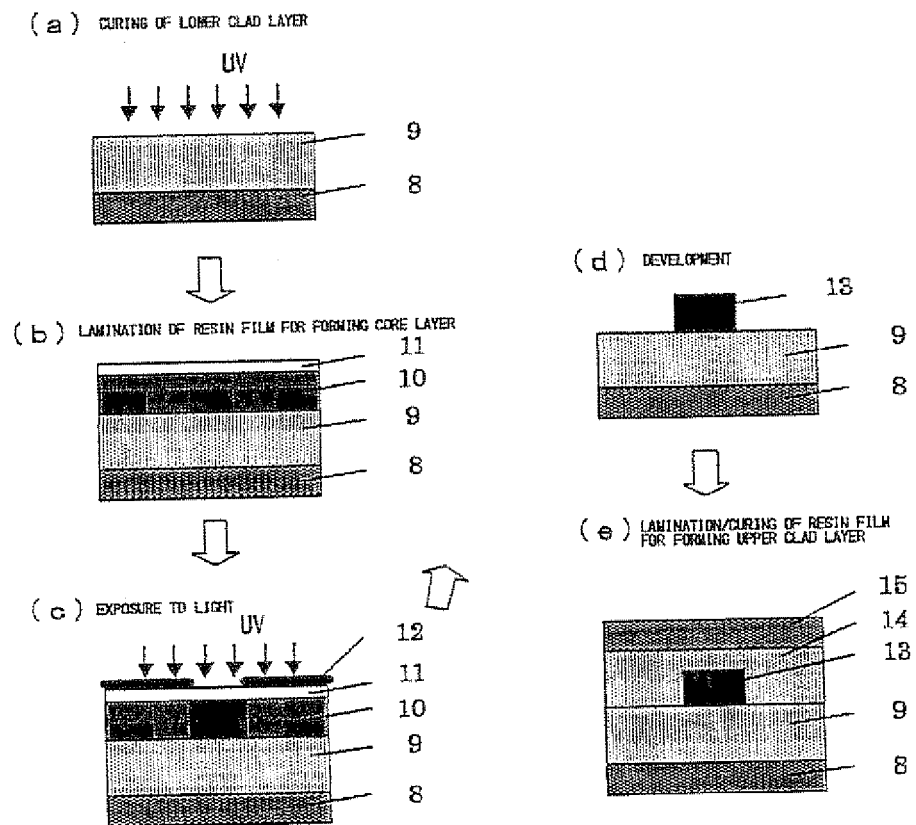 (a) CURING OF LOWER CLAD LAYER
UV
9
8
(b) LAMINATION OF RESIN FILM FOR FORMING CORE LAYER
11
10
9
8
(c) EXPOSURE TO LIGHT
UV
12
11
10
9
8
(d) DEVELOPMENT
13
9
8
(e) LAMINATION/CURING OF RESIN FILM
FOR FORMING UPPER CLAD LAYER
15
14
13
9
8